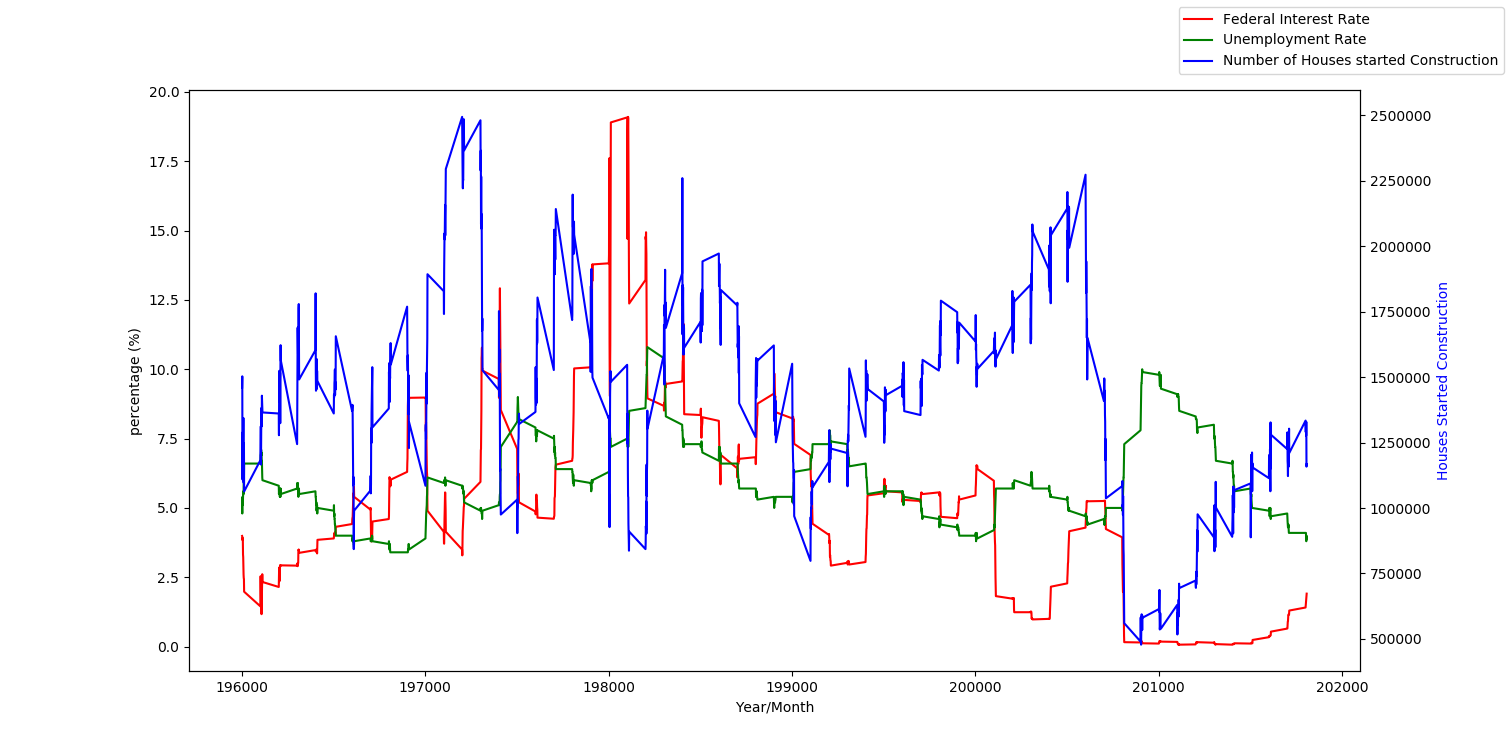 Federal Interest Rate
Unemployment Rate
Number of Houses started Construction
20.0
17.5
15.0
12.5
10.0
7.5
5.0
2.5
0.0
percentage (%)
2500000
2250000
2000000
1750000
1500000
1250000
1000000
750000
500000
Houses Started Construction
196000 197000 198000 199000 200000 201000 202000
Year/Month